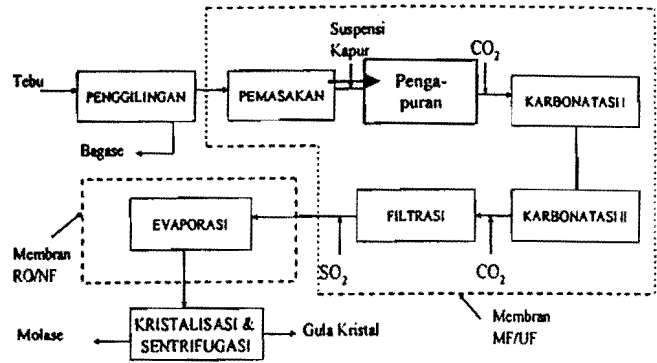 Suspensi
Kapur
CO₂
Tebu
PENGGILINGAN
PEMASAKAN
Penga-
puran
KARBONATASI I
Bagase
EVAPORASI
FILTRASI
KARBONATASI II
Membran
RO/NF
SO₂
CO₂
Molase
KRISTALISASI &
SENTRIFUGASI
Gula Kristal
Membran
MF/UF